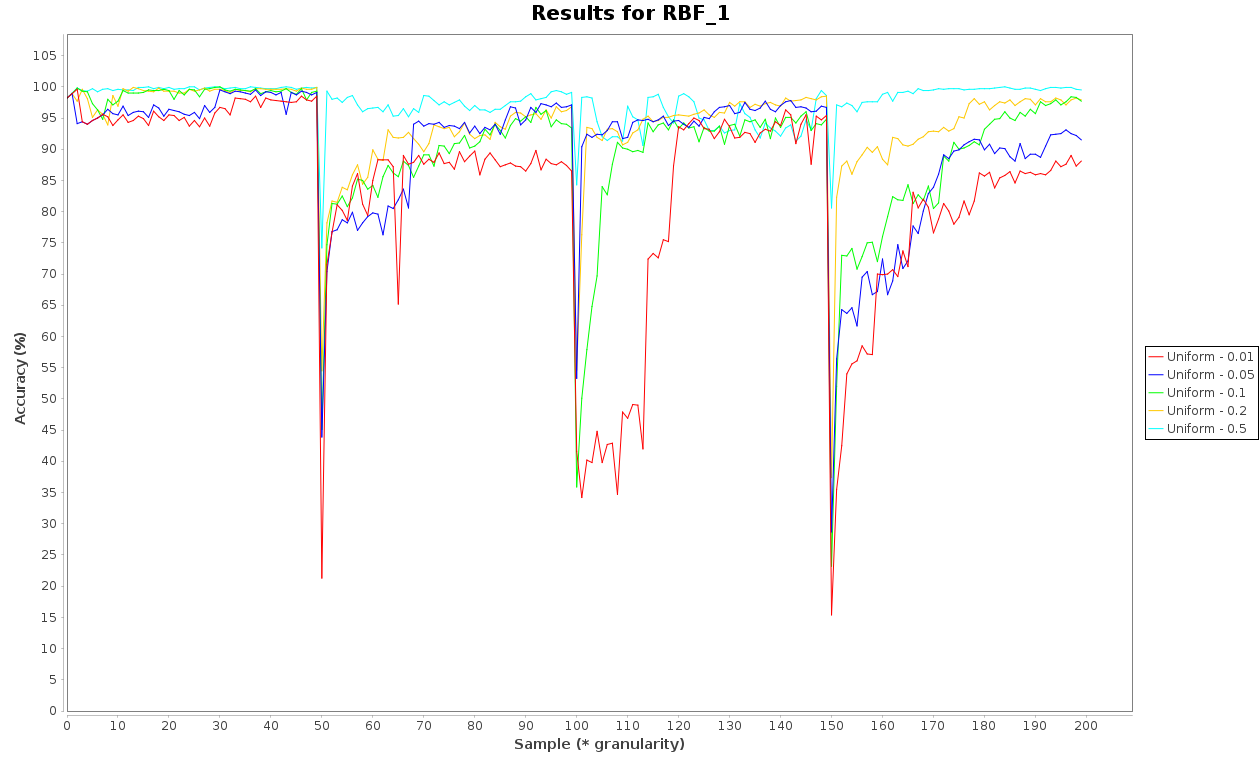 Results for RBF_1
Accuracy (%)
105
100
95
90
85
80
75
70
65
60
55
50
45
40
35
30
25
20
15
10
5
0
0 10 20 30 40 50 60 70 80 90 100 110 120 130 140 150 160 170 180 190 200
Sample (* granularity)
Uniform - 0.01
Uniform - 0.05
Uniform - 0.1
Uniform - 0.2
Uniform - 0.5